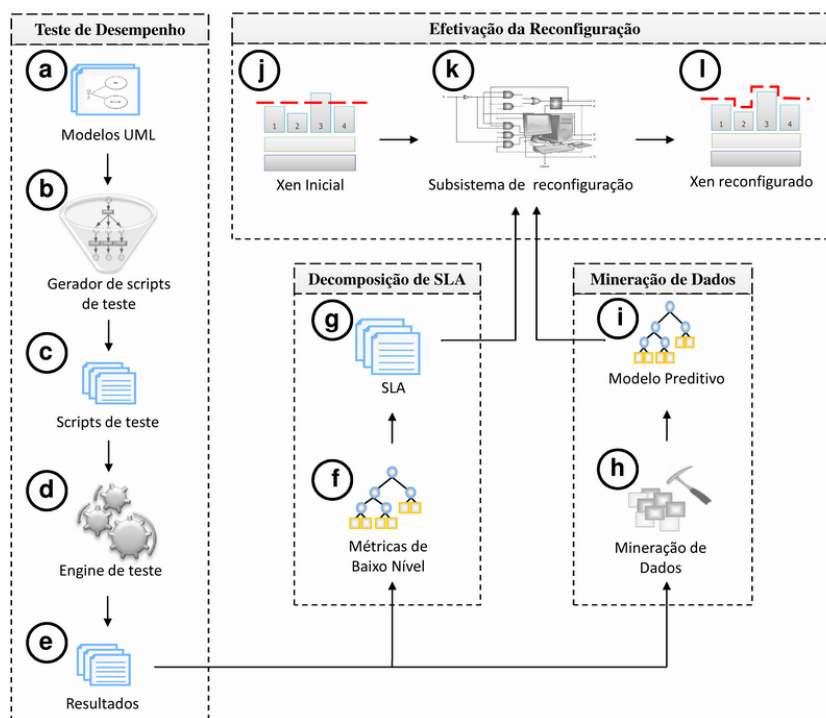 Teste de Desempenho
a
Modelos UML
b
Gerador de scripts
de teste
c
Scripts de teste
d
Engine de teste
e
Resultados
Efetivação da Reconfiguração
j
1 2 3 4
Xen Inicial
k
Subsistema de reconfiguração
l
1 2 3 4
Xen reconfigurado
Decomposição de SLA
g
SLA
f
Métricas de
Baixo Nível
Mineração de Dados
i
Modelo Preditivo
h
Mineração de
Dados